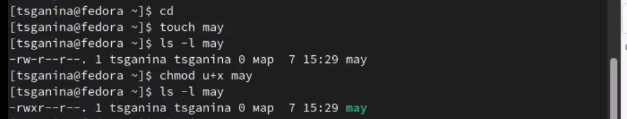 [tsganina@fedora ~]$ cd
[tsganina@fedora ~]$ touch may
[tsganina@fedora ~]$ ls -l may
-rw-r--r--. 1 tsganina tsganina 0 мар  7 15:29 may
[tsganina@fedora ~]$ chmod u+x may
[tsganina@fedora ~]$ ls -l may
-rwxr--r--. 1 tsganina tsganina 0 мар  7 15:29 may